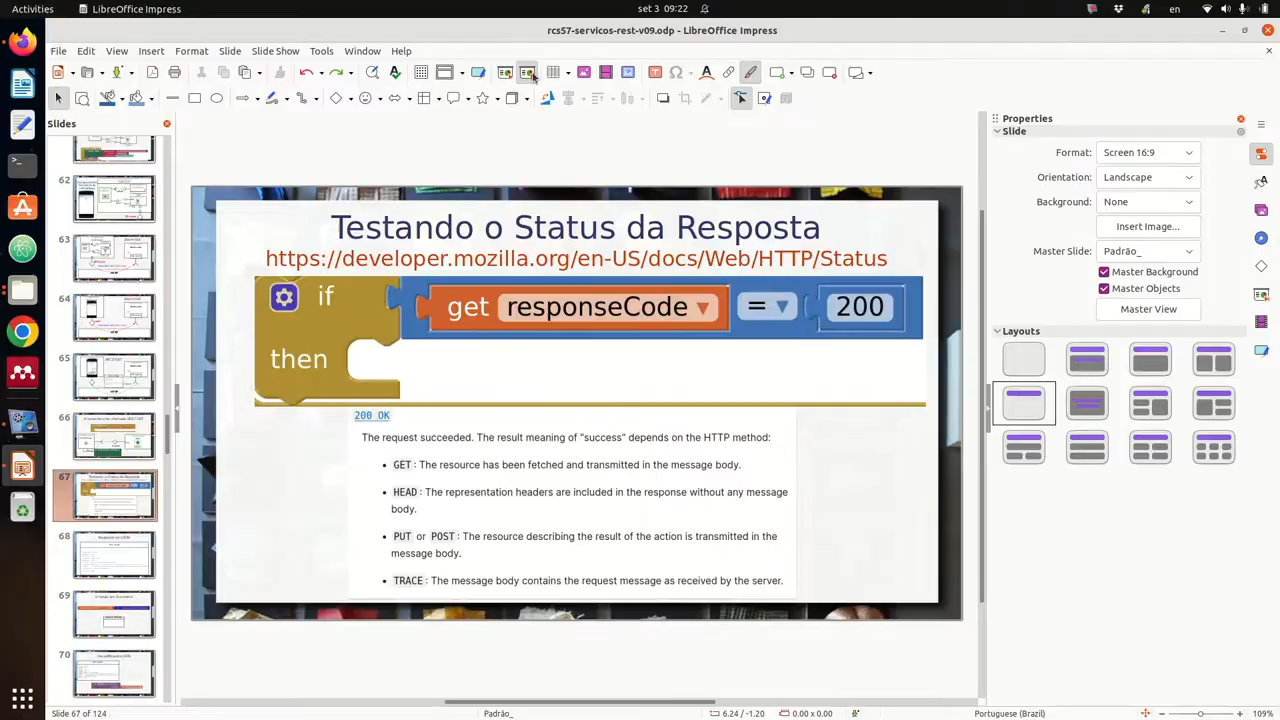 Activities
LibreOffice Impress
set 3 09:22
en
rcs57-servicos-rest-v09.odp - LibreOffice Impress
File Edit View Insert Format Slide Slide Show Tools Window Help
Slides
62
63
64
65
66
67
68
69
70
Testando o Status da Resposta
https://developer.mozilla.org/en-US/docs/Web/HTTP/Status
if get responseCode = 200
then
200 OK
The request succeeded. The result meaning of "success" depends on the HTTP method:
• GET: The resource has been fetched and transmitted in the message body.
• HEAD: The representation headers are included in the response without any message
body.
PUT or POST: The resource describing the result of the action is transmitted in the
message body.
• TRACE: The message body contains the request message as received by the server.
Properties
Slide
Format: Screen 16:9
Orientation: Landscape
Background: None
Insert Image...
Master Slide: Padrão_
Master Background
Master Objects
Master View
Layouts
Slide 67 of 124
Padrão_
6.24 / -1.20
0.00 x 0.00
Portuguese (Brazil)
109%